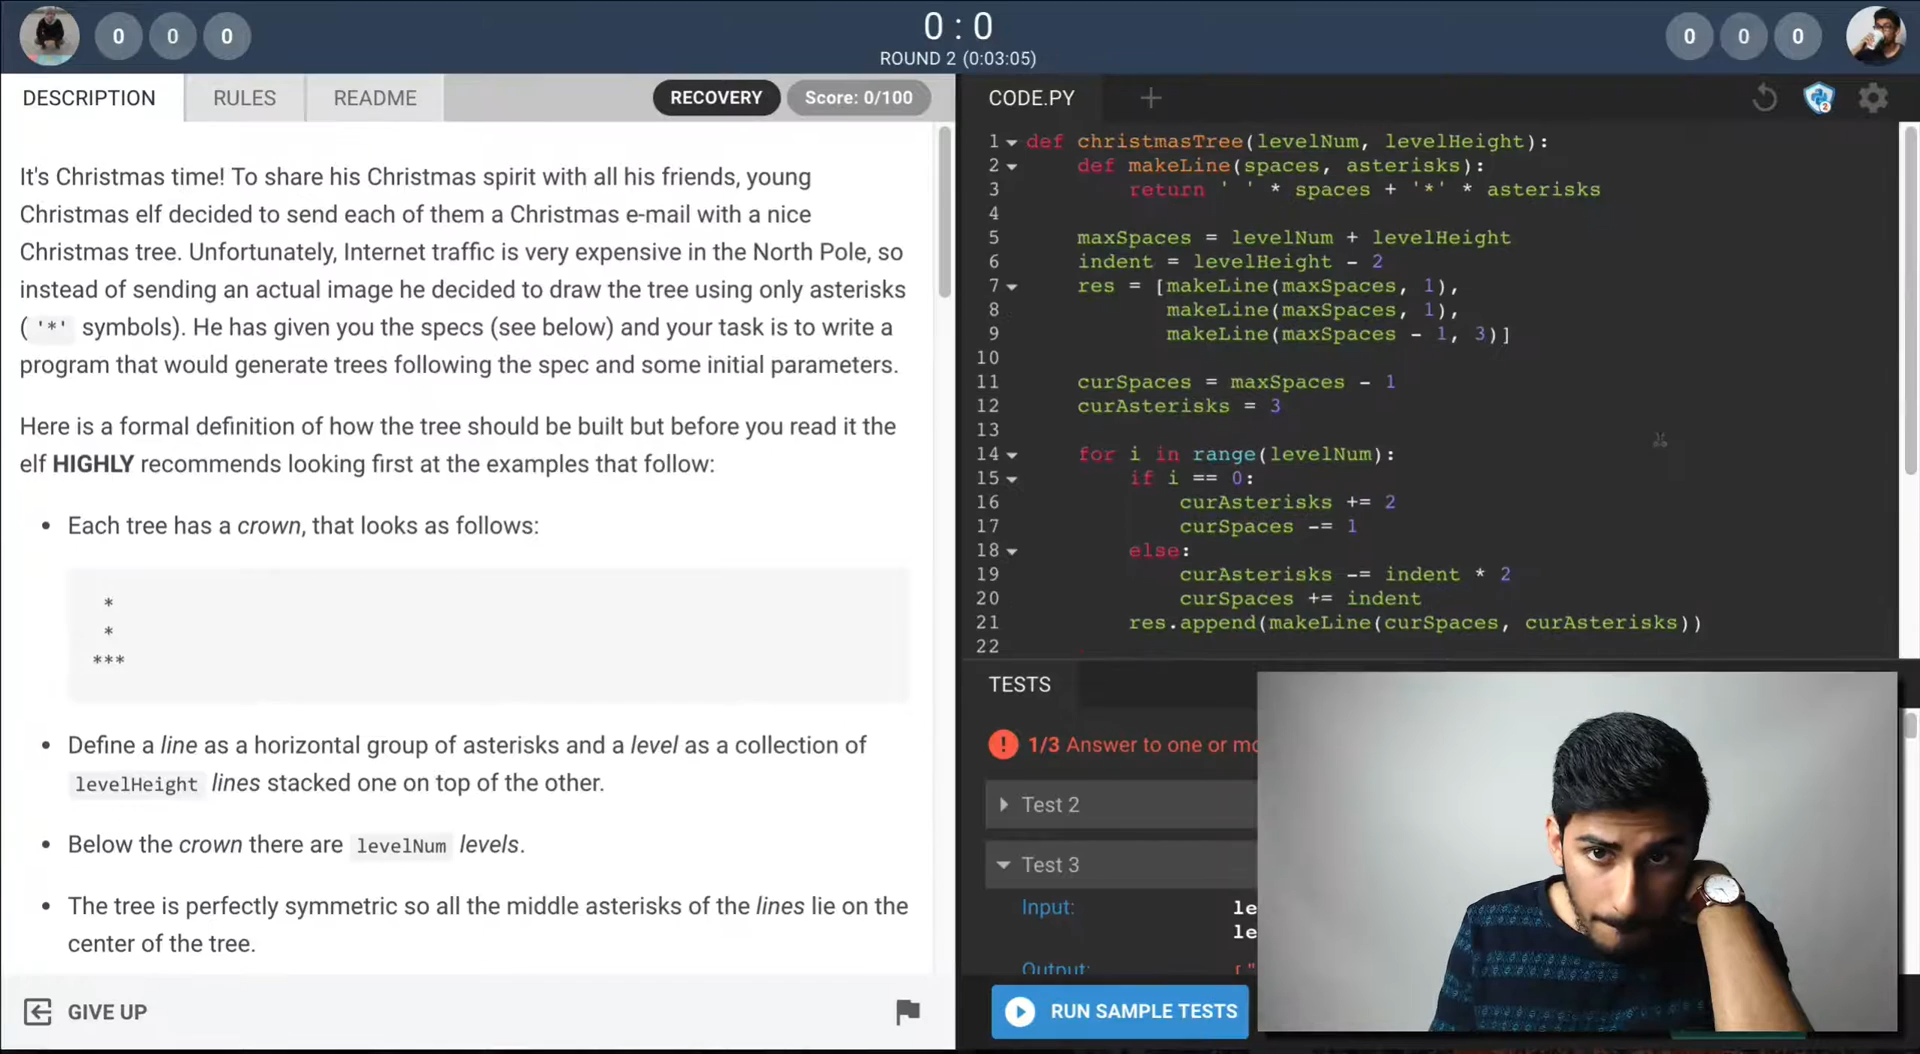 0 0 0
0 : 0
ROUND 2 (0:03:05)
0 0 0
DESCRIPTION
RULES
README
RECOVERY
Score: 0/100
It's Christmas time! To share his Christmas spirit with all his friends, young
Christmas elf decided to send each of them a Christmas e-mail with a nice
Christmas tree. Unfortunately, Internet traffic is very expensive in the North Pole, so
instead of sending an actual image he decided to draw the tree using only asterisks
( '*' symbols). He has given you the specs (see below) and your task is to write a
program that would generate trees following the spec and some initial parameters.
Here is a formal definition of how the tree should be built but before you read it the
elf HIGHLY recommends looking first at the examples that follow:
• Each tree has a crown, that looks as follows:
*
*
***
• Define a line as a horizontal group of asterisks and a level as a collection of
levelHeight lines stacked one on top of the other.
• Below the crown there are levelNum levels.
• The tree is perfectly symmetric so all the middle asterisks of the lines lie on the
center of the tree.
GIVE UP
CODE.PY +
2
1 def christmasTree(levelNum, levelHeight):
2     def makeLine(spaces, asterisks):
3         return ' ' * spaces + '*' * asterisks
4
5     maxSpaces = levelNum + levelHeight
6     indent = levelHeight - 2
7     res = [makeLine(maxSpaces, 1),
8            makeLine(maxSpaces, 1),
9            makeLine(maxSpaces - 1, 3)]
10
11     curSpaces = maxSpaces - 1
12     curAsterisks = 3
13
14     for i in range(levelNum):
15         if i == 0:
16             curAsterisks += 2
17             curSpaces -= 1
18         else:
19             curAsterisks -= indent * 2
20             curSpaces += indent
21         res.append(makeLine(curSpaces, curAsterisks))
22
TESTS
! 1/3 Answer to one or mo
Test 2
Test 3
Input: le
le
Output: ["
RUN SAMPLE TESTS